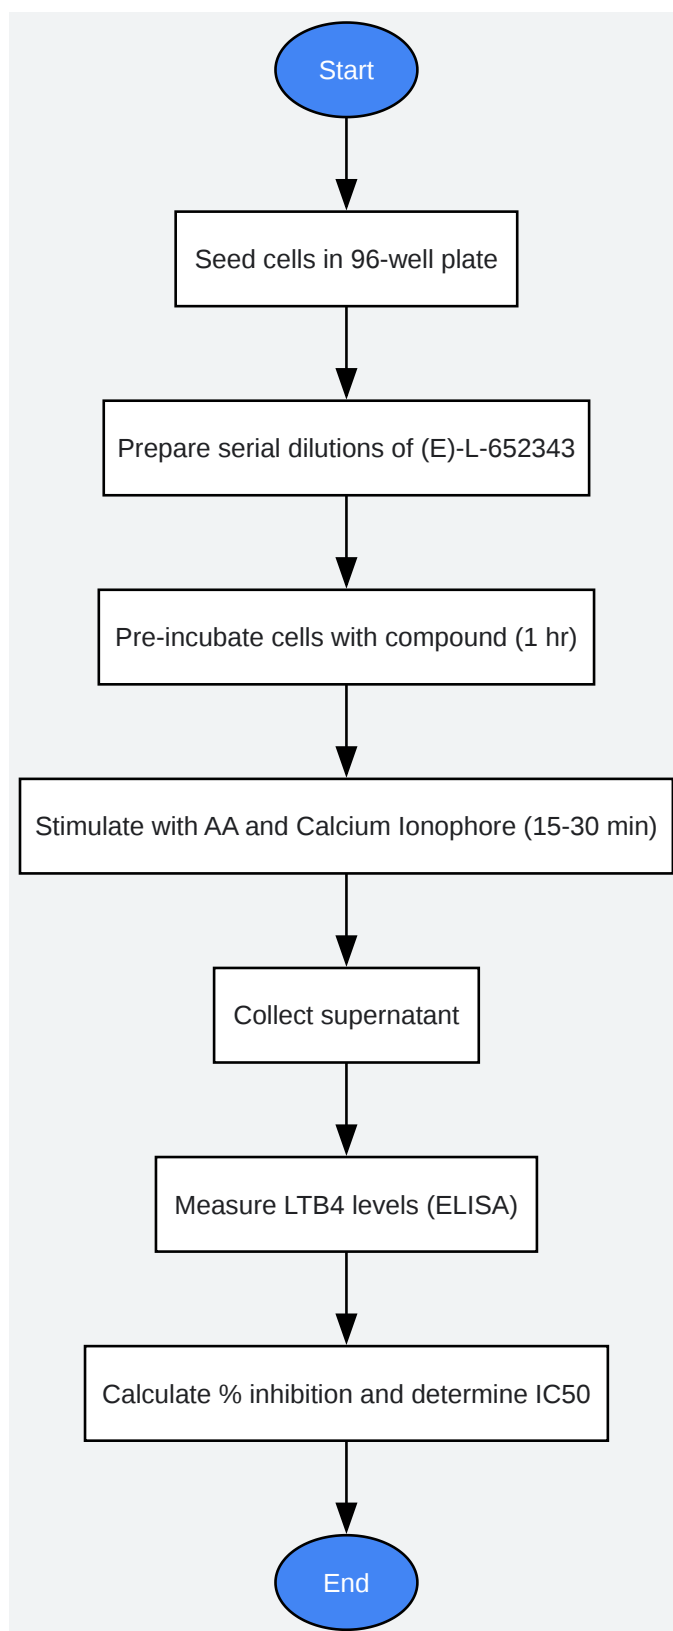 Start
Seed cells in 96-well plate
Prepare serial dilutions of (E)-L-652343
Pre-incubate cells with compound (1 hr)
Stimulate with AA and Calcium Ionophore (15-30 min)
Collect supernatant
Measure LTB4 levels (ELISA)
Calculate % inhibition and determine IC50
End